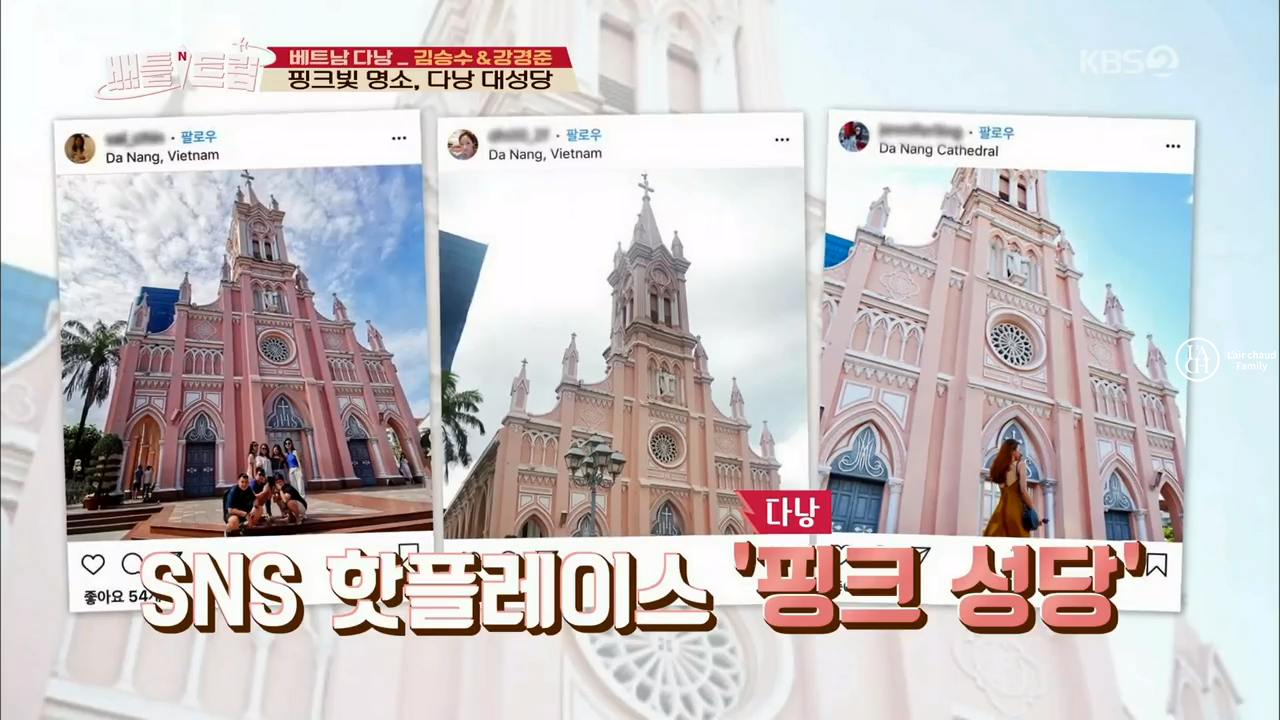 배틀N트립
베트남 다낭 _ 김승수 & 강경준
핑크빛 명소, 다낭 대성당
KBS2
· 팔로우
Da Nang, Vietnam
· 팔로우
Da Nang, Vietnam
· 팔로우
Da Nang Cathedral
L'air chaud
Family
좋아요 54
다낭
SNS 핫플레이스 '핑크 성당'